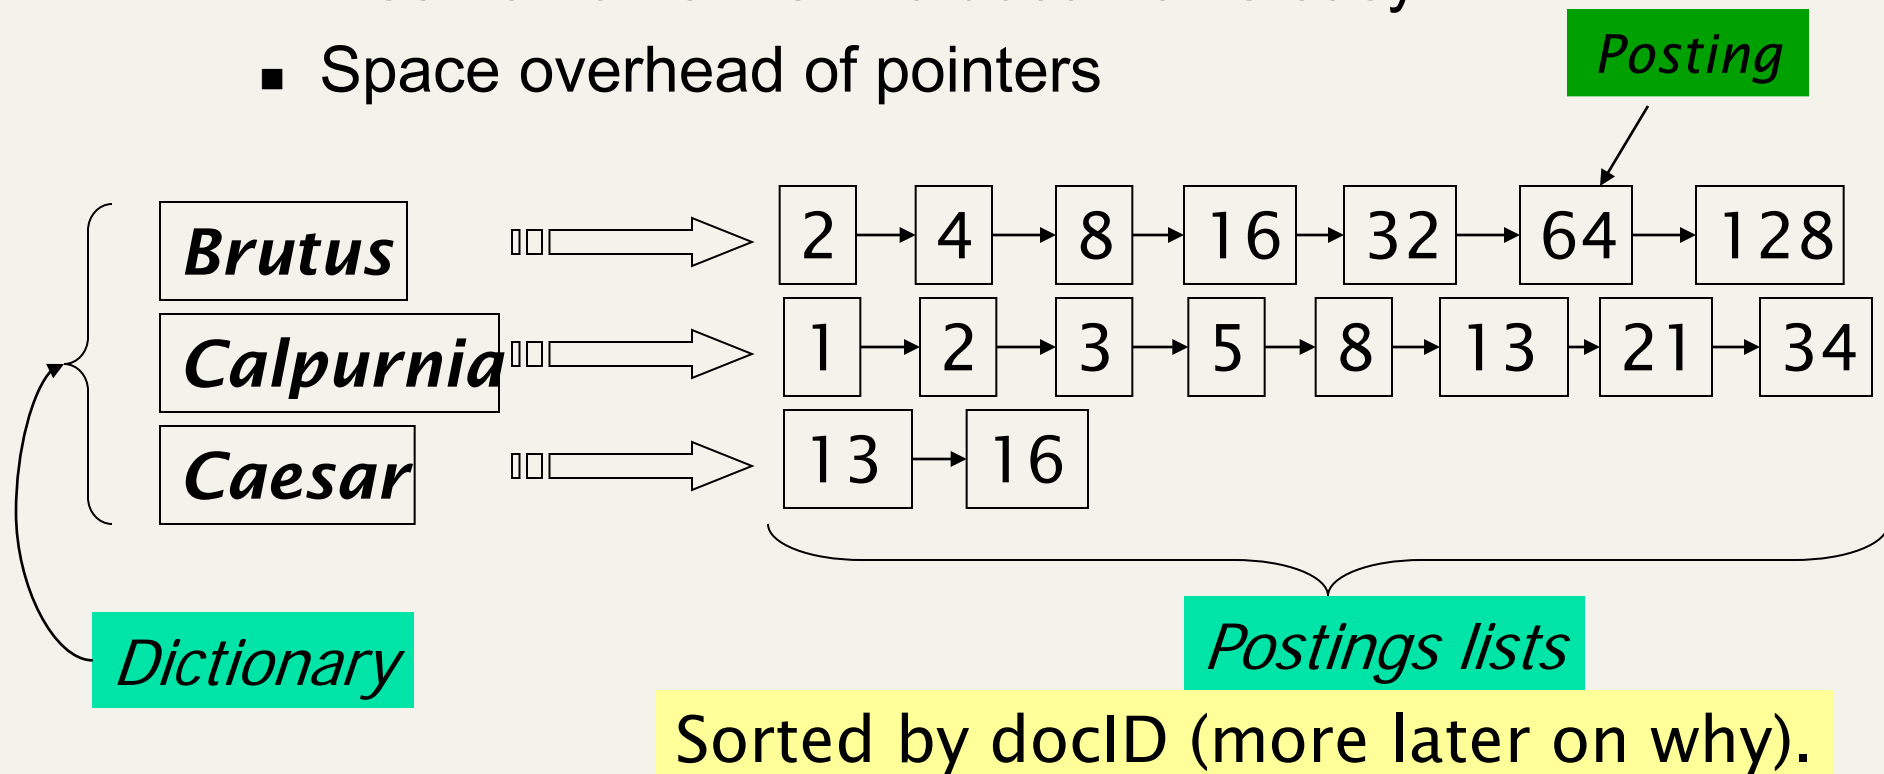 ■ Space overhead of pointers
Posting
Brutus 2 4 8 16 32 64 128
Calpurnia 1 2 3 5 8 13 21 34
Caesar 13 16
Dictionary
Postings lists
Sorted by docID (more later on why).